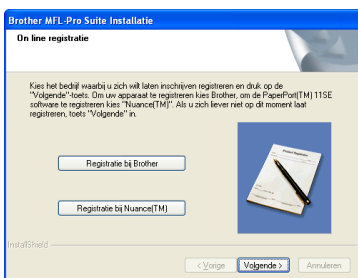 Brother MFL-Pro Suite Installatie
On line registratie
Kies het bedrijf waarbij u zich wilt laten inschrijven registreren en druk op de
"Volgende"-toets. Om uw apparaat te registreren kies Brother, om de PaperPort(TM) 11SE
software te registreren kies "Nuance(TM)". Als u zich liever niet op dit moment laat
registreren, toets "Volgende" in.
Registratie bij Brother
Registratie bij Nuance(TM)
Product Registration
InstallShield
< Vorige
Volgende >
Annuleren